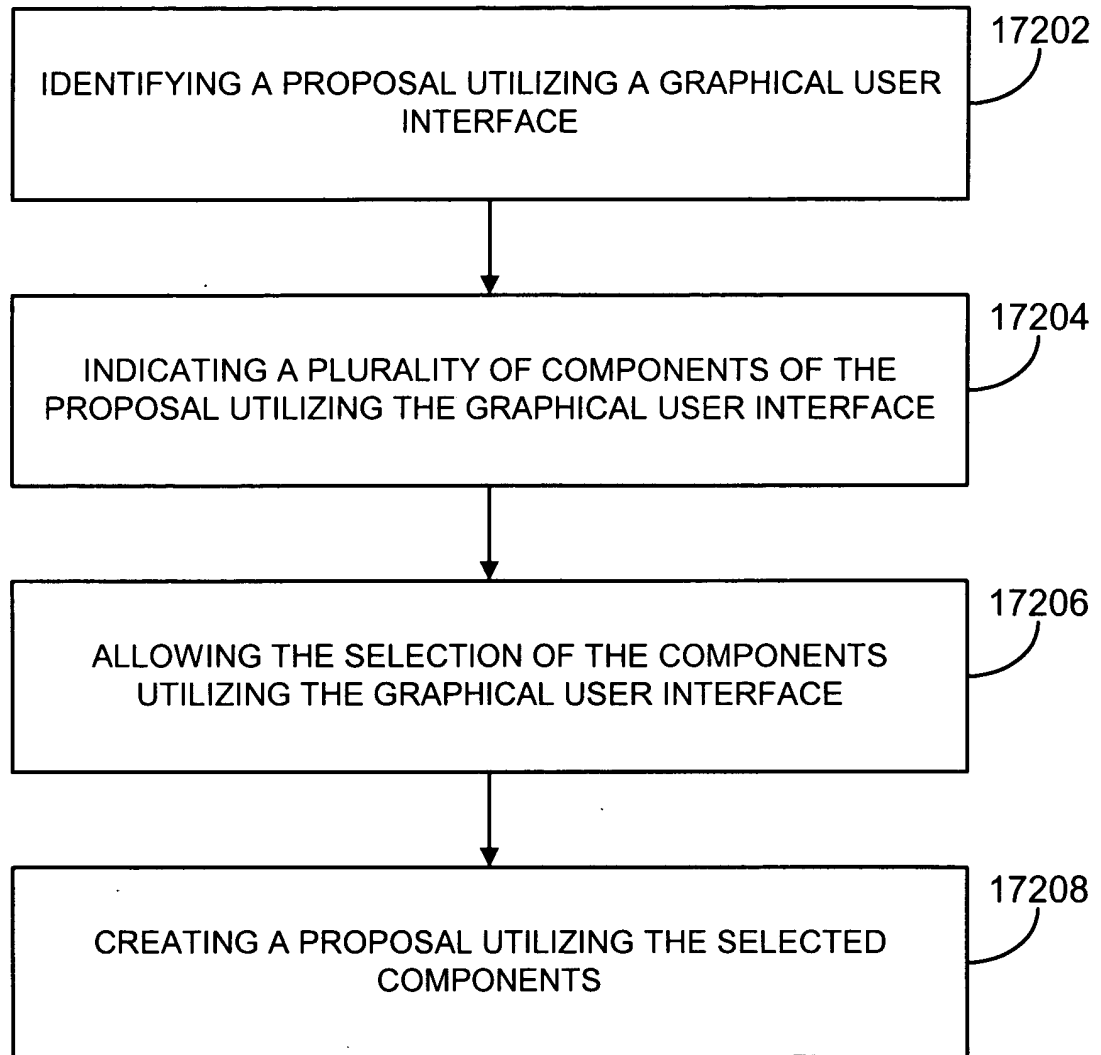 17202
IDENTIFYING A PROPOSAL UTILIZING A GRAPHICAL USER
INTERFACE
17204
INDICATING A PLURALITY OF COMPONENTS OF THE
PROPOSAL UTILIZING THE GRAPHICAL USER INTERFACE
17206
ALLOWING THE SELECTION OF THE COMPONENTS
UTILIZING THE GRAPHICAL USER INTERFACE
17208
CREATING A PROPOSAL UTILIZING THE SELECTED
COMPONENTS